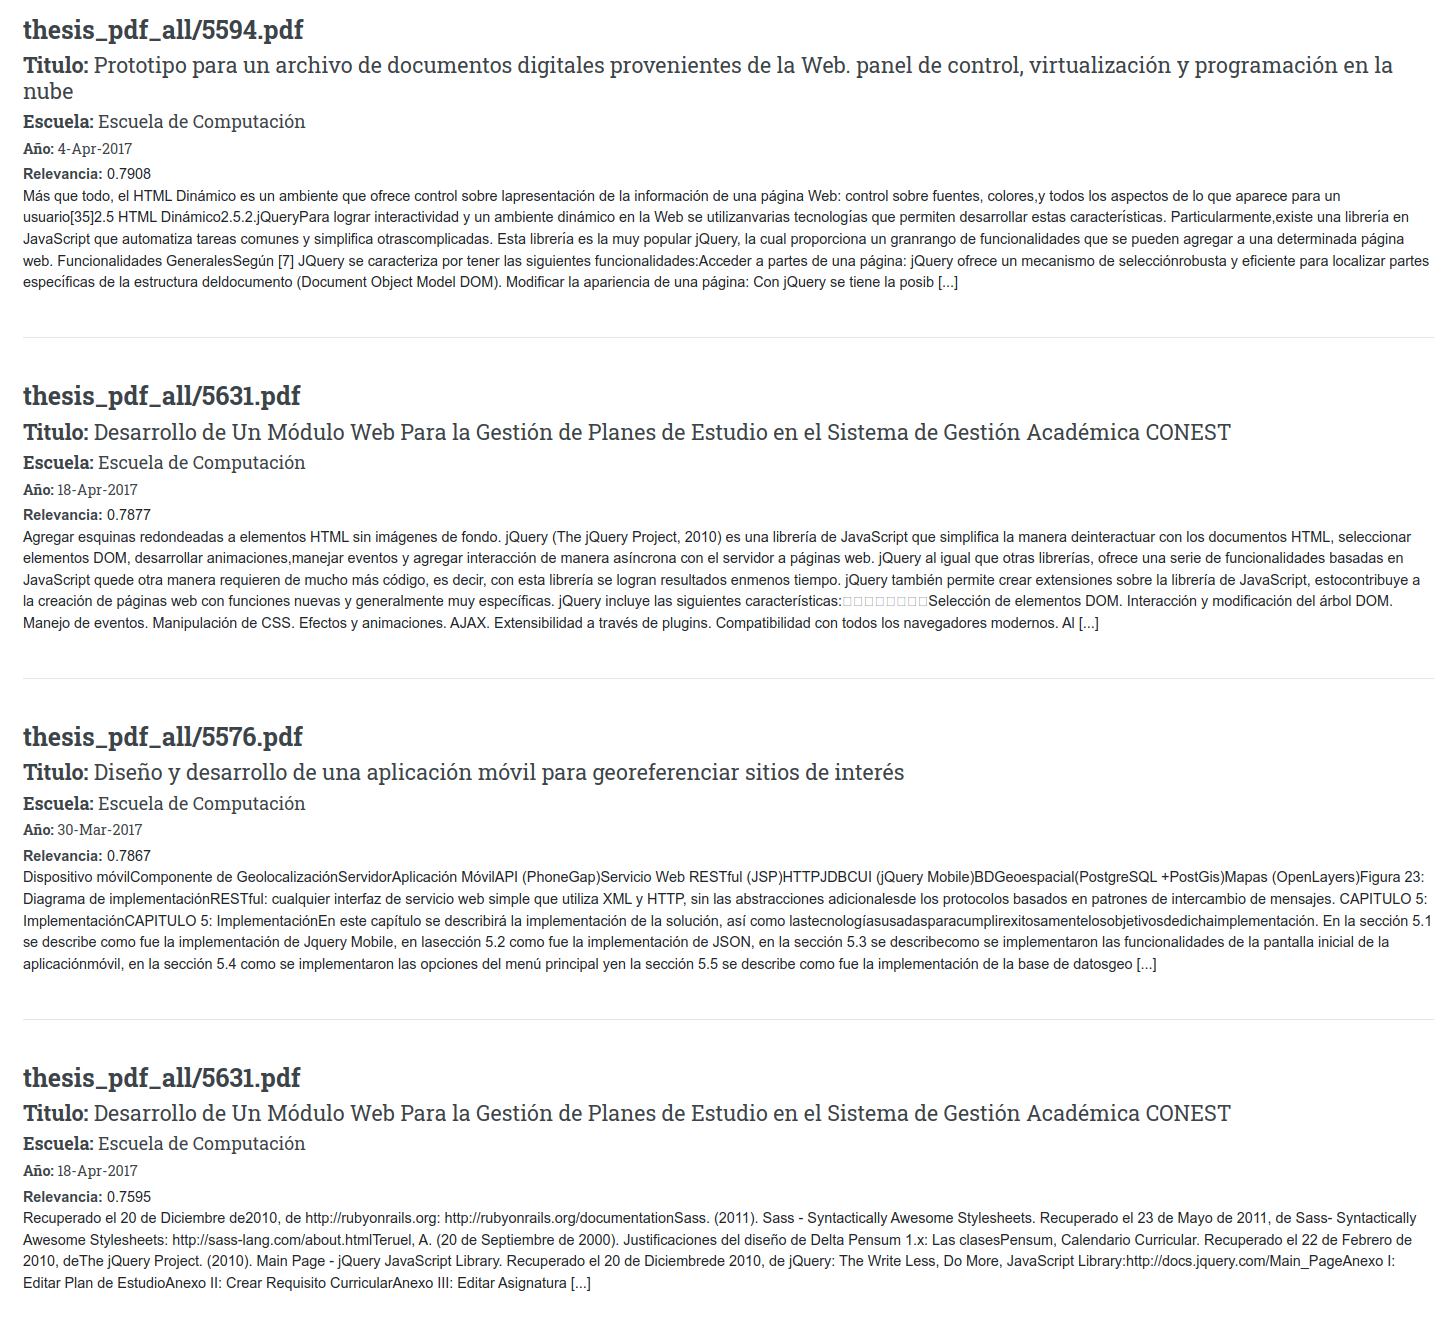 thesis_pdf_all/5594.pdf
Titulo: Prototipo para un archivo de documentos digitales provenientes de la Web. panel de control, virtualización y programación en la
nube
Escuela: Escuela de Computación
Año: 4-Apr-2017
Relevancia: 0.7908
Más que todo, el HTML Dinámico es un ambiente que ofrece control sobre lapresentación de la información de una página Web: control sobre fuentes, colores,y todos los aspectos de lo que aparece para un
usuario[35]2.5 HTML Dinámico2.5.2.jQueryPara lograr interactividad y un ambiente dinámico en la Web se utilizanvarias tecnologías que permiten desarrollar estas características. Particularmente,existe una librería en
JavaScript que automatiza tareas comunes y simplifica otrascomplicadas. Esta librería es la muy popular jQuery, la cual proporciona un granrango de funcionalidades que se pueden agregar a una determinada página
web. Funcionalidades GeneralesSegún [7] JQuery se caracteriza por tener las siguientes funcionalidades:Acceder a partes de una página: jQuery ofrece un mecanismo de selecciónrobusta y eficiente para localizar partes
específicas de la estructura deldocumento (Document Object Model DOM). Modificar la apariencia de una página: Con jQuery se tiene la posib [...]
thesis_pdf_all/5631.pdf
Titulo: Desarrollo de Un Módulo Web Para la Gestión de Planes de Estudio en el Sistema de Gestión Académica CONEST
Escuela: Escuela de Computación
Año: 18-Apr-2017
Relevancia: 0.7877
Agregar esquinas redondeadas a elementos HTML sin imágenes de fondo. jQuery (The jQuery Project, 2010) es una librería de JavaScript que simplifica la manera deinteractuar con los documentos HTML, seleccionar
elementos DOM, desarrollar animaciones,manejar eventos y agregar interacción de manera asíncrona con el servidor a páginas web. jQuery al igual que otras librerías, ofrece una serie de funcionalidades basadas en
JavaScript quede otra manera requieren de mucho más código, es decir, con esta librería se logran resultados enmenos tiempo. jQuery también permite crear extensiones sobre la librería de JavaScript, estocontribuye a
la creación de páginas web con funciones nuevas y generalmente muy específicas. jQuery incluye las siguientes características:Selección de elementos DOM. Interacción y modificación del árbol DOM.
Manejo de eventos. Manipulación de CSS. Efectos y animaciones. AJAX. Extensibilidad a través de plugins. Compatibilidad con todos los navegadores modernos. Al [...]
thesis_pdf_all/5576.pdf
Titulo: Diseño y desarrollo de una aplicación móvil para georeferenciar sitios de interés
Escuela: Escuela de Computación
Año: 30-Mar-2017
Relevancia: 0.7867
Dispositivo móvilComponente de GeolocalizaciónServidorAplicación MóvilAPI (PhoneGap)Servicio Web RESTful (JSP)HTTPJDBCUI (jQuery Mobile)BDGeoespacial(PostgreSQL +PostGis)Mapas (OpenLayers)Figura 23:
Diagrama de implementaciónRESTful: cualquier interfaz de servicio web simple que utiliza XML y HTTP, sin las abstracciones adicionalesde los protocolos basados en patrones de intercambio de mensajes. CAPITULO 5:
ImplementaciónCAPITULO 5: ImplementaciónEn este capítulo se describirá la implementación de la solución, así como lastecnologíasusadasparacumplirexitosamentelosobjetivosdedichaimplementación. En la sección 5.1
se describe como fue la implementación de Jquery Mobile, en lasección 5.2 como fue la implementación de JSON, en la sección 5.3 se describecomo se implementaron las funcionalidades de la pantalla inicial de la
aplicaciónmóvil, en la sección 5.4 como se implementaron las opciones del menú principal yen la sección 5.5 se describe como fue la implementación de la base de datosgeo [...]
thesis_pdf_all/5631.pdf
Titulo: Desarrollo de Un Módulo Web Para la Gestión de Planes de Estudio en el Sistema de Gestión Académica CONEST
Escuela: Escuela de Computación
Año: 18-Apr-2017
Relevancia: 0.7595
Recuperado el 20 de Diciembre de2010, de http://rubyonrails.org: http://rubyonrails.org/documentationSass. (2011). Sass - Syntactically Awesome Stylesheets. Recuperado el 23 de Mayo de 2011, de Sass- Syntactically
Awesome Stylesheets: http://sass-lang.com/about.htmlTeruel, A. (20 de Septiembre de 2000). Justificaciones del diseño de Delta Pensum 1.x: Las clasesPensum, Calendario Curricular. Recuperado el 22 de Febrero de
2010, deThe jQuery Project. (2010). Main Page - jQuery JavaScript Library. Recuperado el 20 de Diciembrede 2010, de jQuery: The Write Less, Do More, JavaScript Library:http://docs.jquery.com/Main_PageAnexo I:
Editar Plan de EstudioAnexo II: Crear Requisito CurricularAnexo III: Editar Asignatura [...]